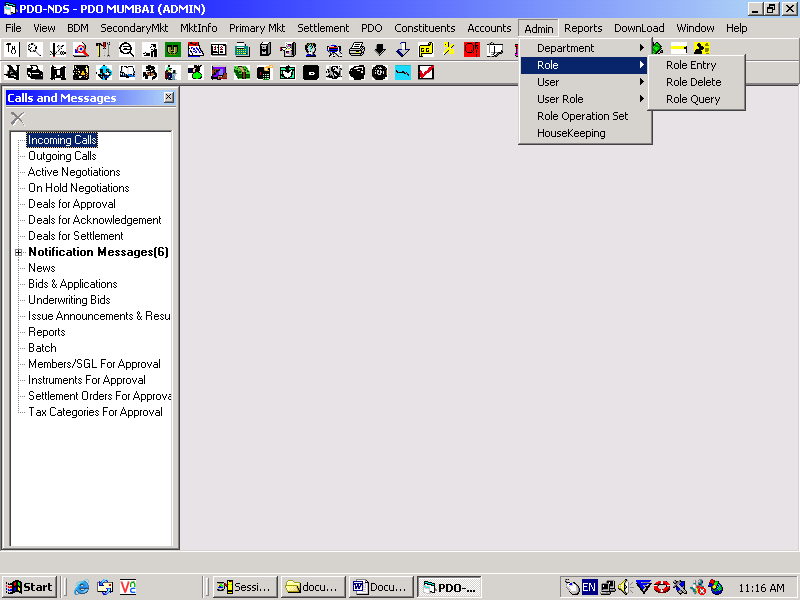 PDO-NDS - PDO MUMBAI (ADMIN)
File View BDM SecondaryMkt MktInfo Primary Mkt Settlement PDO Constituents Accounts Admin Reports DownLoad Window Help
Department
Role
User
User Role
Role Operation Set
HouseKeeping
Role Entry
Role Delete
Role Query
Calls and Messages
Incoming Calls
Outgoing Calls
Active Negotiations
On Hold Negotiations
Deals for Approval
Deals for Acknowledgement
Deals for Settlement
Notification Messages(6)
News
Bids & Applications
Underwriting Bids
Issue Announcements & Resu
Reports
Batch
Members/SGL For Approval
Instruments For Approval
Settlement Orders For Approva
Tax Categories For Approval
Start
Sessi...
docu...
Docu...
PDO-...
EN
11:16 AM